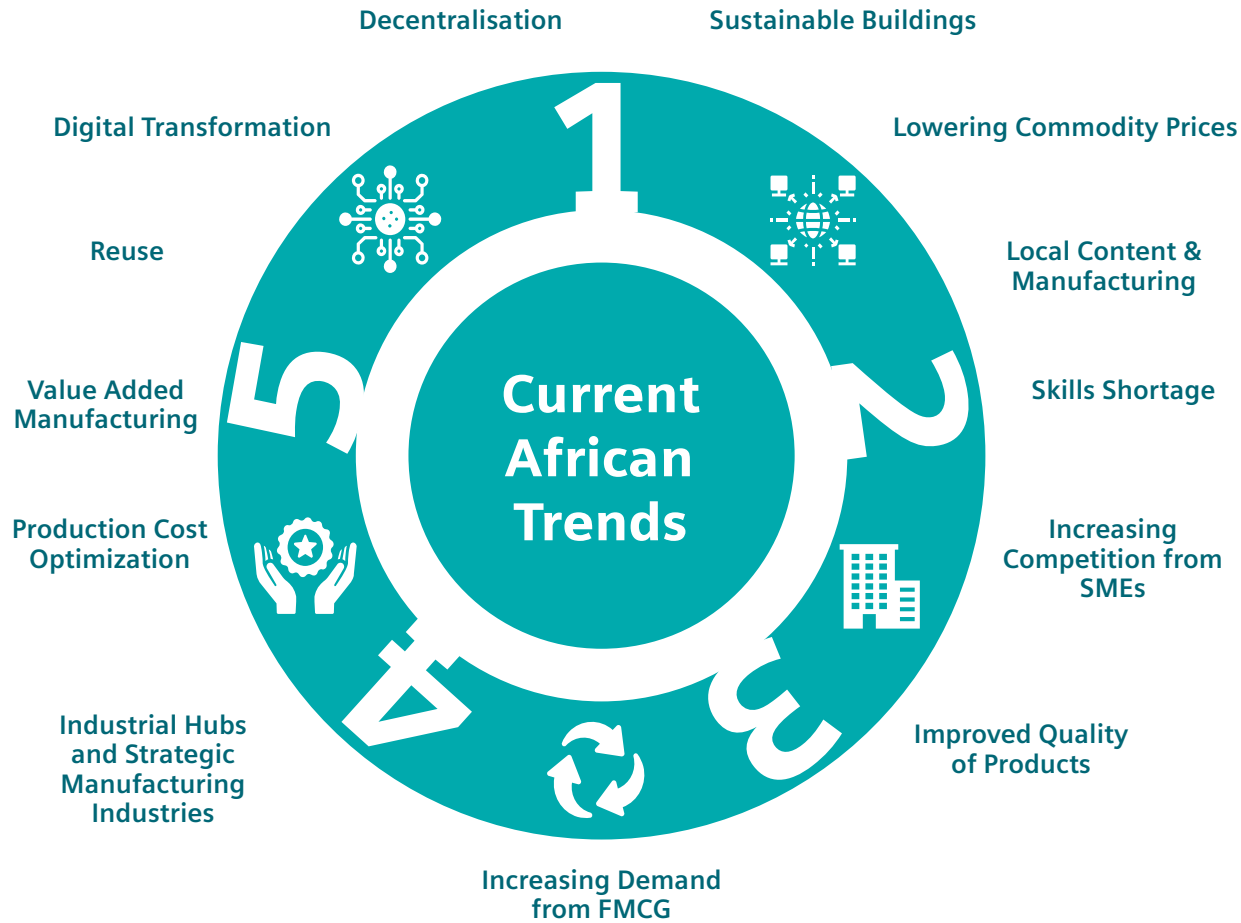 Decentralisation
Sustainable Buildings
Digital Transformation
Lowering Commodity Prices
Reuse
Local Content &
Manufacturing
Value Added
Manufacturing
Skills Shortage
Production Cost
Optimization
Increasing
Competition from
SMEs
Industrial Hubs
and Strategic
Manufacturing
Industries
Improved Quality
of Products
Increasing Demand
from FMCG
1
2
3
4
5
Current
African
Trends